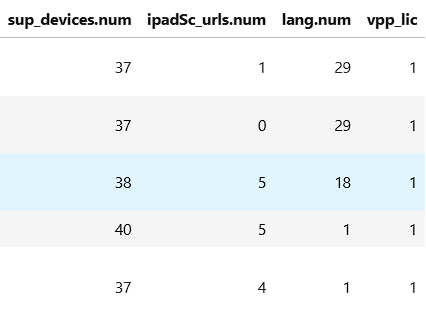 sup_devices.num ipadSc_urls.num lang.num vpp_lic
37 1 29 1
37 0 29 1
38 5 18 1
40 5 1 1
37 4 1 1